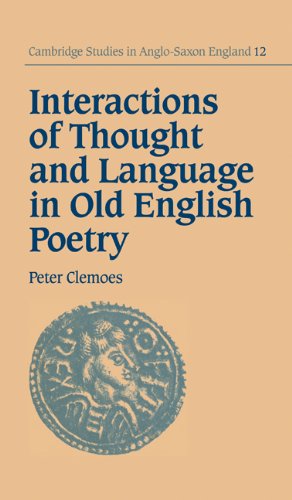 Cambridge Studies in Anglo-Saxon England 12
Interactions
of Thought
and Language
in Old English
Poetry
Peter Clemoes